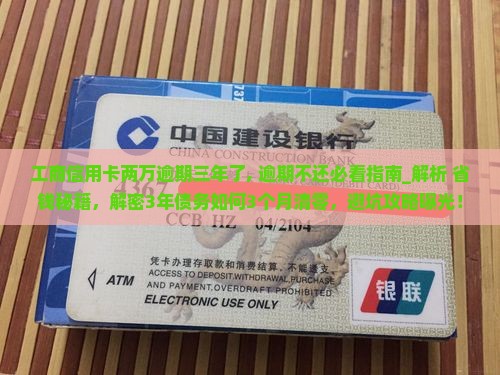 中国建设银行
工商信用卡两万逾期三年了, 逾期不还必看指南_解析 省
钱秘籍，解密3年债务如何3个月清零，避坑攻略曝光！
4367
CCB HZ 04/2104
凭卡办理存取款和消费结算，不能透支。
ACCESS TO DEPOSIT,WITHDRAWAL,PURCHASE
AND PAYMENT,OVERDRAFT PROHIBITED.
ATM
ELECTRONIC USE ONLY
银联